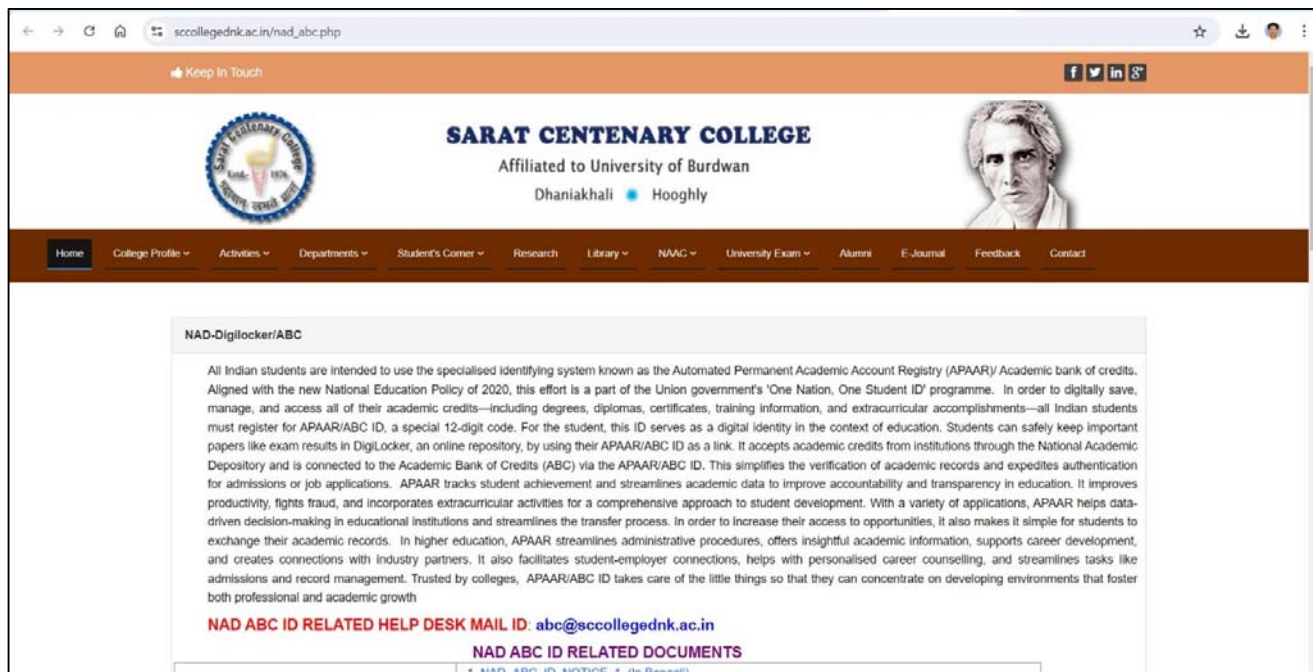 sccollegednk.ac.in/nad_abc.php
Keep In Touch
Sarat Centenary College
Estd.- 1978
श्रद्धावान् लभते ज्ञानं
SARAT CENTENARY COLLEGE
Affiliated to University of Burdwan
Dhaniakhali Hooghly
Home College Profile Activities Departments Student's Corner Research Library NAAC University Exam Alumni E-Journal Feedback Contact
NAD-Digilocker/ABC
All Indian students are intended to use the specialised identifying system known as the Automated Permanent Academic Account Registry (APAAR)/ Academic bank of credits.
Aligned with the new National Education Policy of 2020, this effort is a part of the Union government's 'One Nation, One Student ID' programme. In order to digitally save,
manage, and access all of their academic credits—including degrees, diplomas, certificates, training information, and extracurricular accomplishments—all Indian students
must register for APAAR/ABC ID, a special 12-digit code. For the student, this ID serves as a digital identity in the context of education. Students can safely keep important
papers like exam results in DigiLocker, an online repository, by using their APAAR/ABC ID as a link. It accepts academic credits from institutions through the National Academic
Depository and is connected to the Academic Bank of Credits (ABC) via the APAAR/ABC ID. This simplifies the verification of academic records and expedites authentication
for admissions or job applications. APAAR tracks student achievement and streamlines academic data to improve accountability and transparency in education. It improves
productivity, fights fraud, and incorporates extracurricular activities for a comprehensive approach to student development. With a variety of applications, APAAR helps data-
driven decision-making in educational institutions and streamlines the transfer process. In order to increase their access to opportunities, it also makes it simple for students to
exchange their academic records. In higher education, APAAR streamlines administrative procedures, offers insightful academic information, supports career development,
and creates connections with industry partners. It also facilitates student-employer connections, helps with personalised career counselling, and streamlines tasks like
admissions and record management. Trusted by colleges, APAAR/ABC ID takes care of the little things so that they can concentrate on developing environments that foster
both professional and academic growth
NAD ABC ID RELATED HELP DESK MAIL ID: abc@sccollegednk.ac.in
NAD ABC ID RELATED DOCUMENTS
* NAD_ABC_ID_NOTICE_1_(In Bengali)